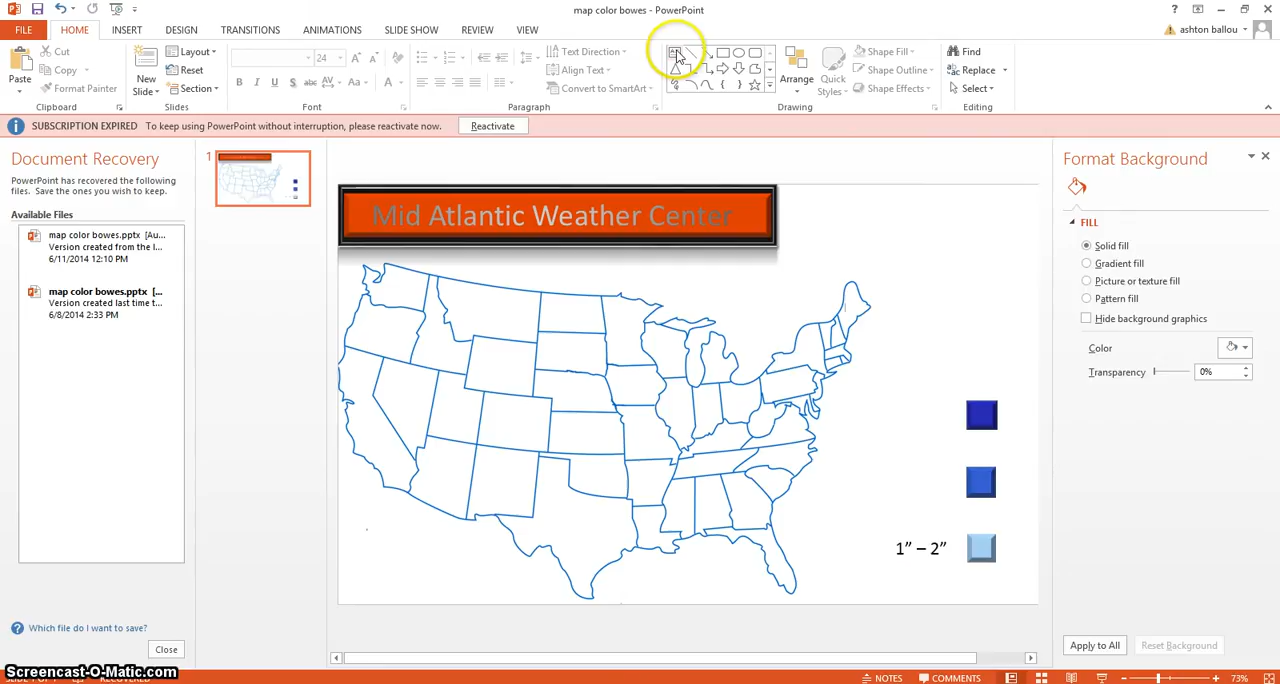 map color bowes - PowerPoint
FILE HOME INSERT DESIGN TRANSITIONS ANIMATIONS SLIDE SHOW REVIEW VIEW
ashton ballou
Paste
Cut
Copy
Format Painter
Clipboard
New Slide
Layout
Reset
Section
Slides
24
B I U S abc AV Aa A
Font
Text Direction
Align Text
Convert to SmartArt
Paragraph
Arrange
Quick Styles
Shape Fill
Shape Outline
Shape Effects
Drawing
Find
Replace
Select
Editing
SUBSCRIPTION EXPIRED To keep using PowerPoint without interruption, please reactivate now. Reactivate
Document Recovery
PowerPoint has recovered the following
files. Save the ones you wish to keep.
Available Files
map color bowes.pptx [Au...
Version created from the l...
6/11/2014 12:10 PM
map color bowes.pptx [...
Version created last time t...
6/8/2014 2:33 PM
Which file do I want to save?
Close
1
Mid Atlantic Weather Center
1” – 2”
Format Background
FILL
Solid fill
Gradient fill
Picture or texture fill
Pattern fill
Hide background graphics
Color
Transparency 0%
Apply to All
Reset Background
Screencast-O-Matic.com
NOTES COMMENTS 73%